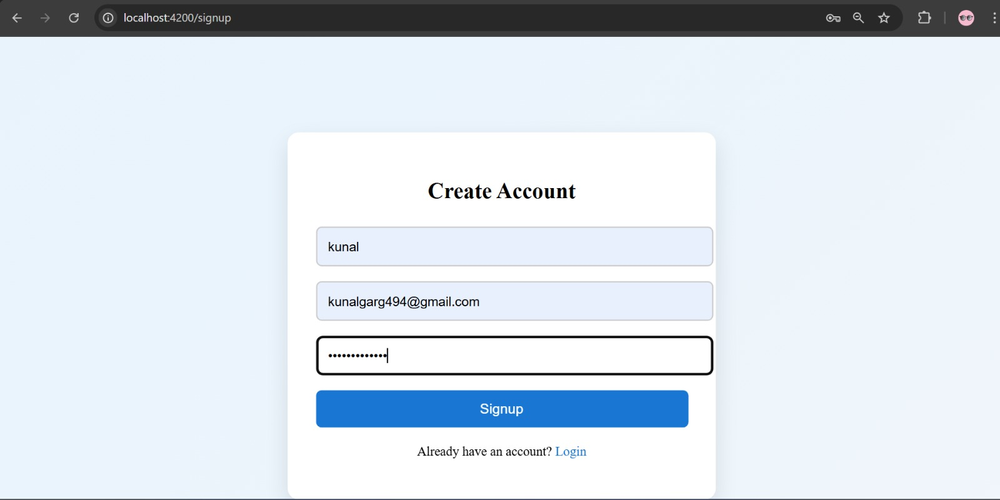 localhost:4200/signup
Create Account
kunal
kunalgarg494@gmail.com
•••••••••••••
Signup
Already have an account? Login